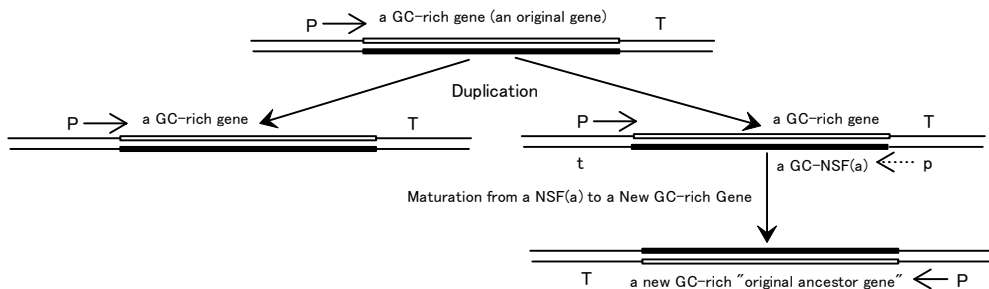 P a GC-rich gene (an original gene) T
Duplication
P a GC-rich gene T
P a GC-rich gene T
t a GC-NSF(a) p
Maturation from a NSF(a) to a New GC-rich Gene
T a new GC-rich "original ancestor gene" P